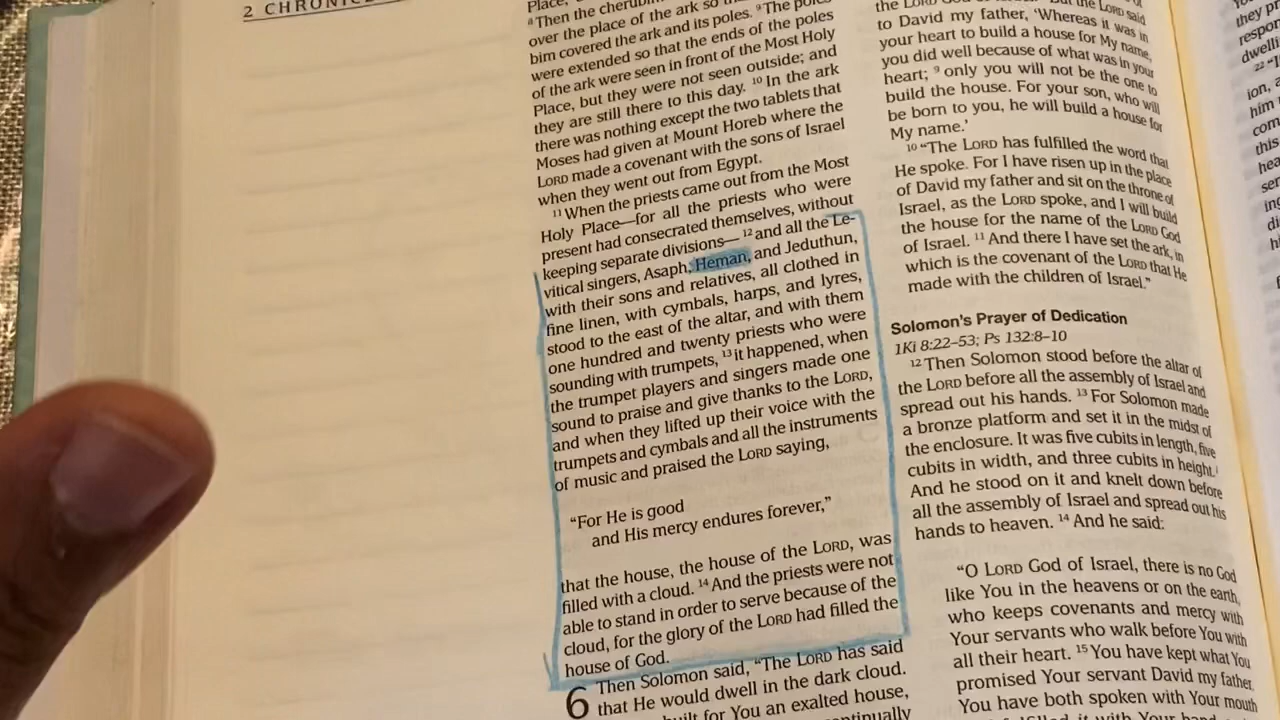 2 CHRONIC
Place,
8 Then the cherubim
over the place of the ark so
bim covered the ark and its poles. 9 The poles
were extended so that the ends of the poles
of the ark were seen in front of the Most Holy
Place, but they were not seen outside; and
they are still there to this day. 10 In the ark
there was nothing except the two tablets that
Moses had given at Mount Horeb where the
LORD made a covenant with the sons of Israel
when they went out from Egypt.
11 When the priests came out from the Most
Holy Place—for all the priests who were
present had consecrated themselves, without
keeping separate divisions— 12 and all the Le-
vitical singers, Asaph, Heman, and Jeduthun,
with their sons and relatives, all clothed in
fine linen, with cymbals, harps, and lyres,
stood to the east of the altar, and with them
one hundred and twenty priests who were
sounding with trumpets, 13 it happened, when
the trumpet players and singers made one
sound to praise and give thanks to the LORD,
and when they lifted up their voice with the
trumpets and cymbals and all the instruments
of music and praised the LORD saying,
“For He is good
and His mercy endures forever,”
that the house, the house of the LORD, was
filled with a cloud. 14 And the priests were not
able to stand in order to serve because of the
cloud, for the glory of the LORD had filled the
house of God.
6 Then Solomon said, “The LORD has said
that He would dwell in the dark cloud.
built for You an exalted house,
the LORD said
to David my father, ‘Whereas it was in
your heart to build a house for My name,
you did well because of what was in your
heart; 9 only you will not be the one to
build the house. For your son, who will
be born to you, he will build a house for
My name.’
10 “The LORD has fulfilled the word that
He spoke. For I have risen up in the place
of David my father and sit on the throne of
Israel, as the LORD spoke, and I will build
the house for the name of the LORD God
of Israel. 11 And there I have set the ark, in
which is the covenant of the LORD that He
made with the children of Israel.”
Solomon’s Prayer of Dedication
1Ki 8:22–53; Ps 132:8–10
12 Then Solomon stood before the altar of
the LORD before all the assembly of Israel and
spread out his hands. 13 For Solomon made
a bronze platform and set it in the midst of
the enclosure. It was five cubits in length, five
cubits in width, and three cubits in height.
And he stood on it and knelt down before
all the assembly of Israel and spread out his
hands to heaven. 14 And he said:
“O LORD God of Israel, there is no God
like You in the heavens or on the earth,
who keeps covenants and mercy with
Your servants who walk before You with
all their heart. 15 You have kept what You
promised Your servant David my father.
You have both spoken with Your mouth
they pr
respon
dwelli
22 “I
ion, a
him
com
this
hea